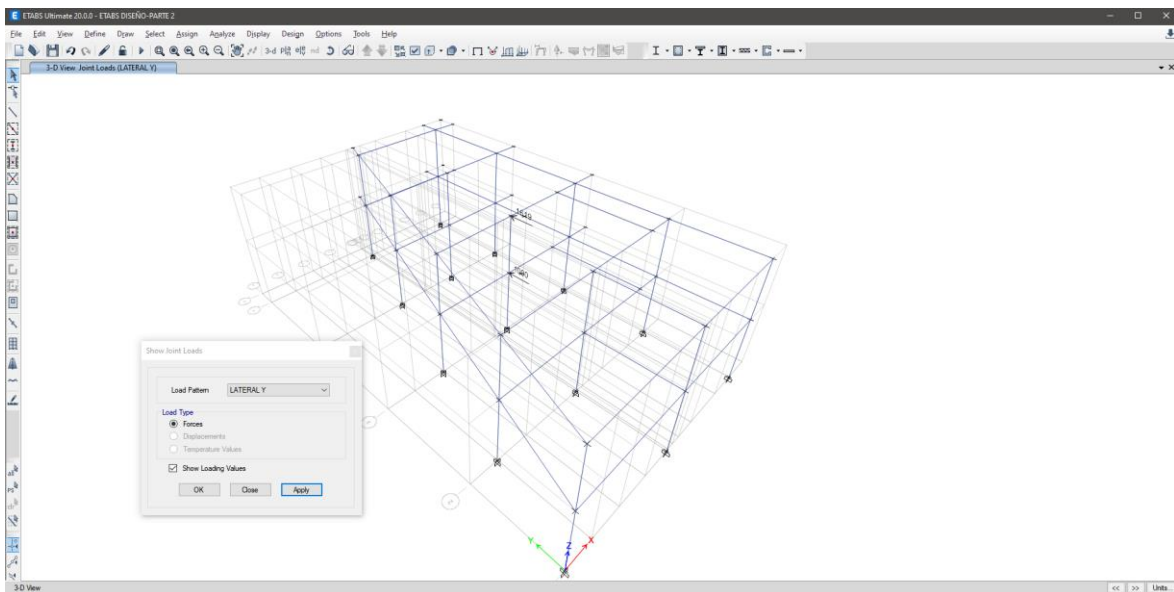 ETABS Ultimate 20.0.0 - ETABS DISEÑO-PARTE 2
File Edit View Define Draw Select Assign Analyze Display Design Options Tools Help
3-D View Joint Loads (LATERAL Y)
Show Joint Loads
Load Pattern LATERAL Y
Load Type
Forces
Displacements
Temperature Values
Show Loading Values
OK Close Apply
Y Z X
3-D View << >> Units...